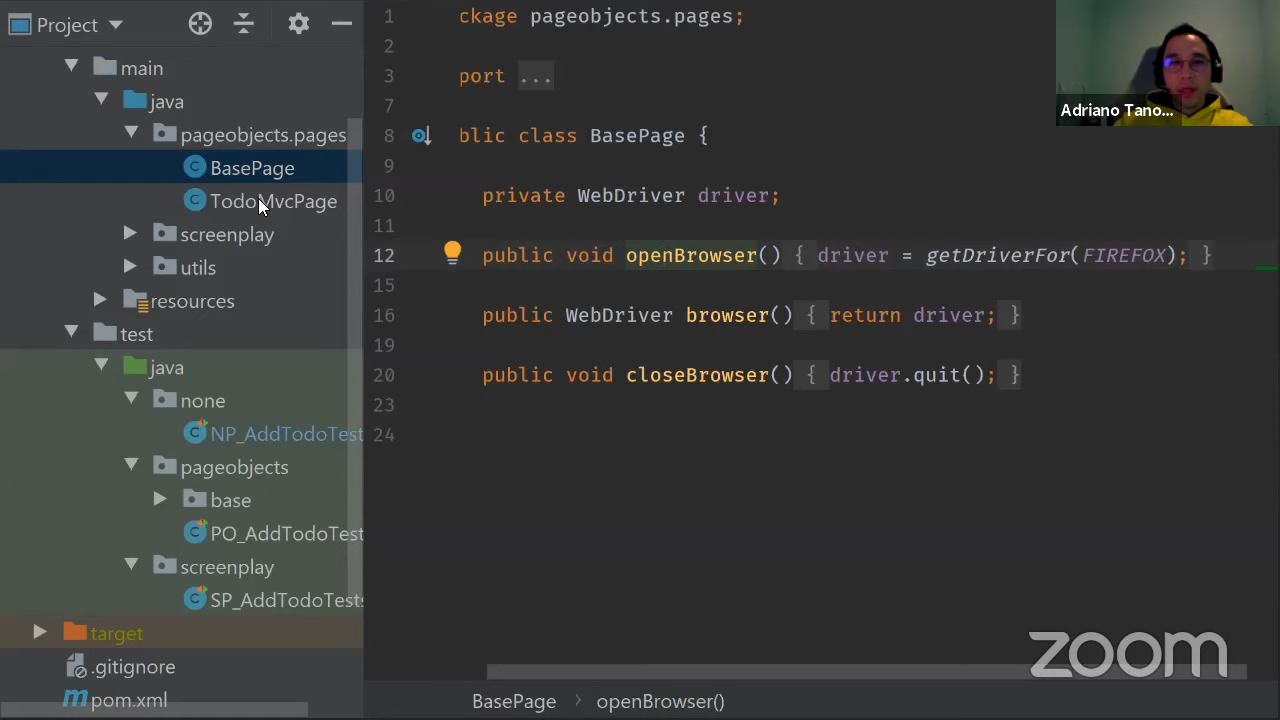 Project
main
java
pageobjects.pages
BasePage
TodoMvcPage
screenplay
utils
resources
test
java
none
NP_AddTodoTest
pageobjects
base
PO_AddTodoTest
screenplay
SP_AddTodoTests
target
.gitignore
pom.xml
1 ckage pageobjects.pages;
2
3 port ...
7
8 blic class BasePage {
9
10 private WebDriver driver;
11
12 public void openBrowser() { driver = getDriverFor(FIREFOX); }
15
16 public WebDriver browser() { return driver; }
19
20 public void closeBrowser() { driver.quit(); }
23
24
BasePage > openBrowser()
Adriano Tano...
zoom